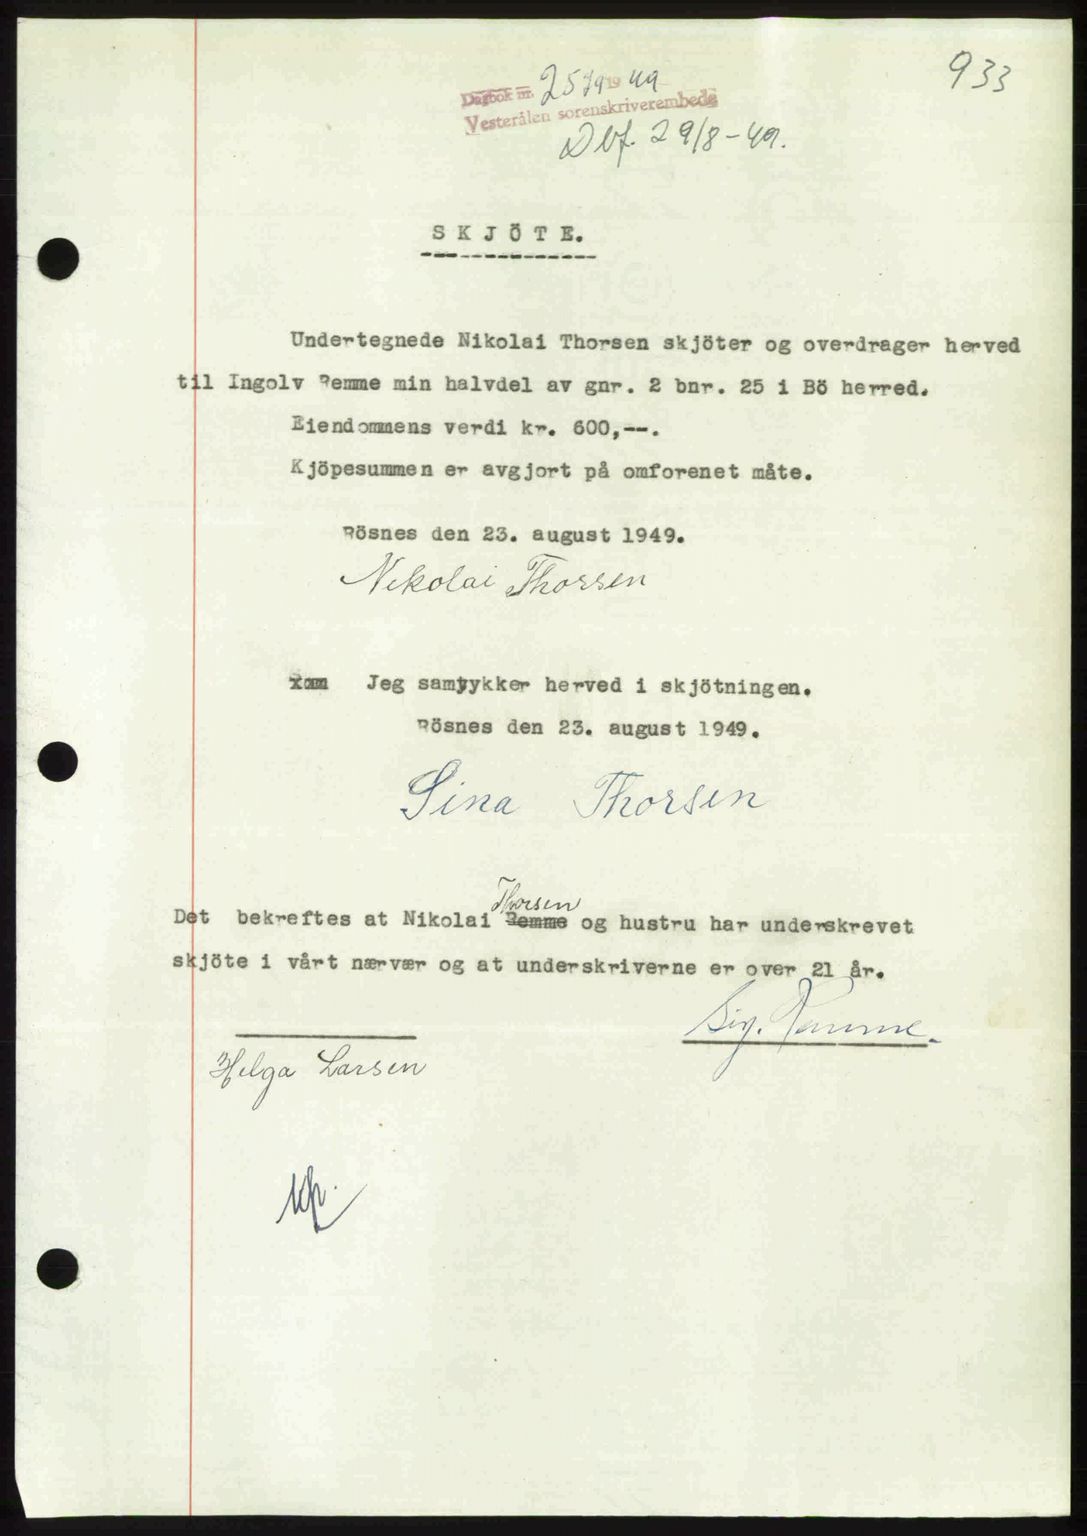 933
Dagbok nr. 2579 1949
Vesterålen sorenskriverembede
Dbf. 29/8-49.
SKJÖTE.
Undertegnede Nikolai Thorsen skjöter og overdrager herved
til Ingolv Remme min halvdel av gnr. 2 bnr. 25 i Bö herred.
Eiendommens verdi kr. 600,--.
Kjöpesummen er avgjort på omforenet måte.
Rösnes den 23. august 1949.
Nikolai Thorsen
Jeg samtykker herved i skjötningen.
Rösnes den 23. august 1949.
Sina Thorsen
Thorsen
Det bekreftes at Nikolai Remme og hustru har underskrevet
skjöte i vårt nærvær og at underskriverne er over 21 år.
Sig. Remme.
Helga Larsen